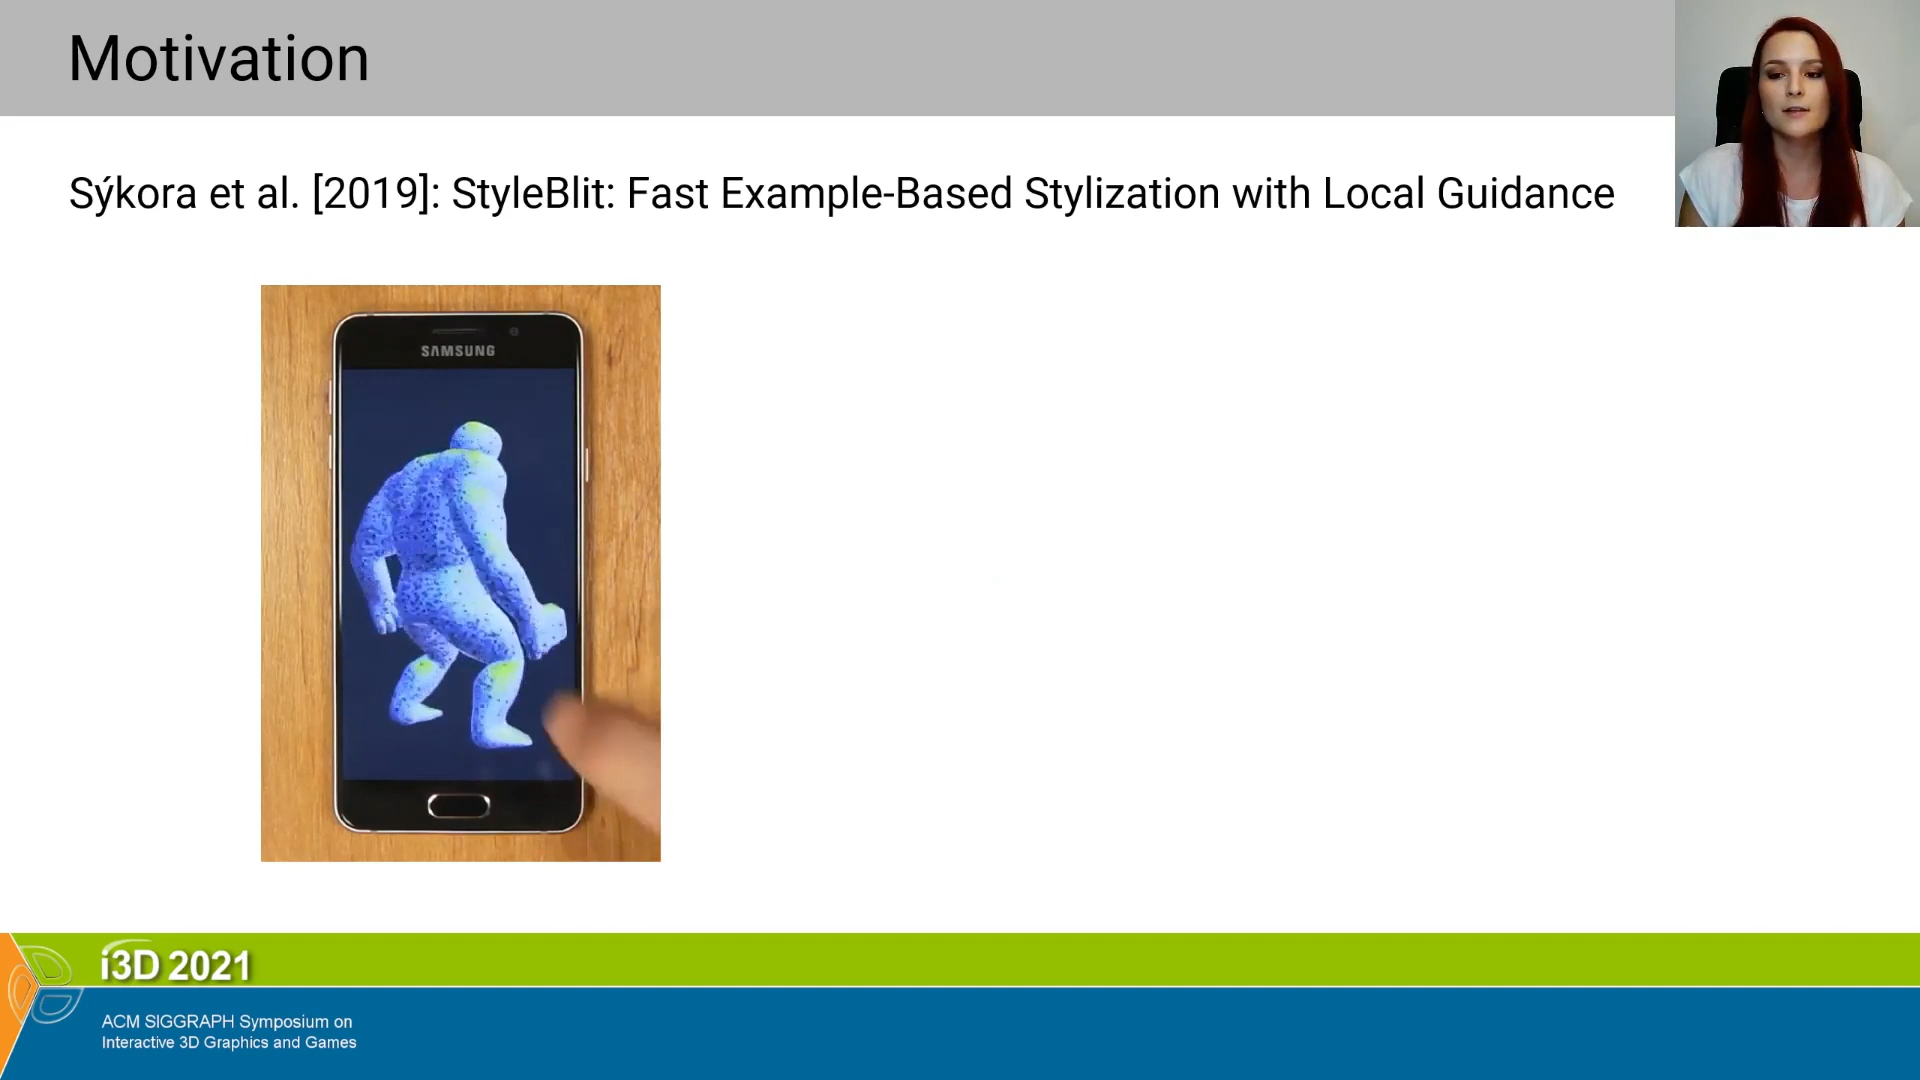 Motivation
Sýkora et al. [2019]: StyleBlit: Fast Example-Based Stylization with Local Guidance
SAMSUNG
i3D 2021
ACM SIGGRAPH Symposium on
Interactive 3D Graphics and Games